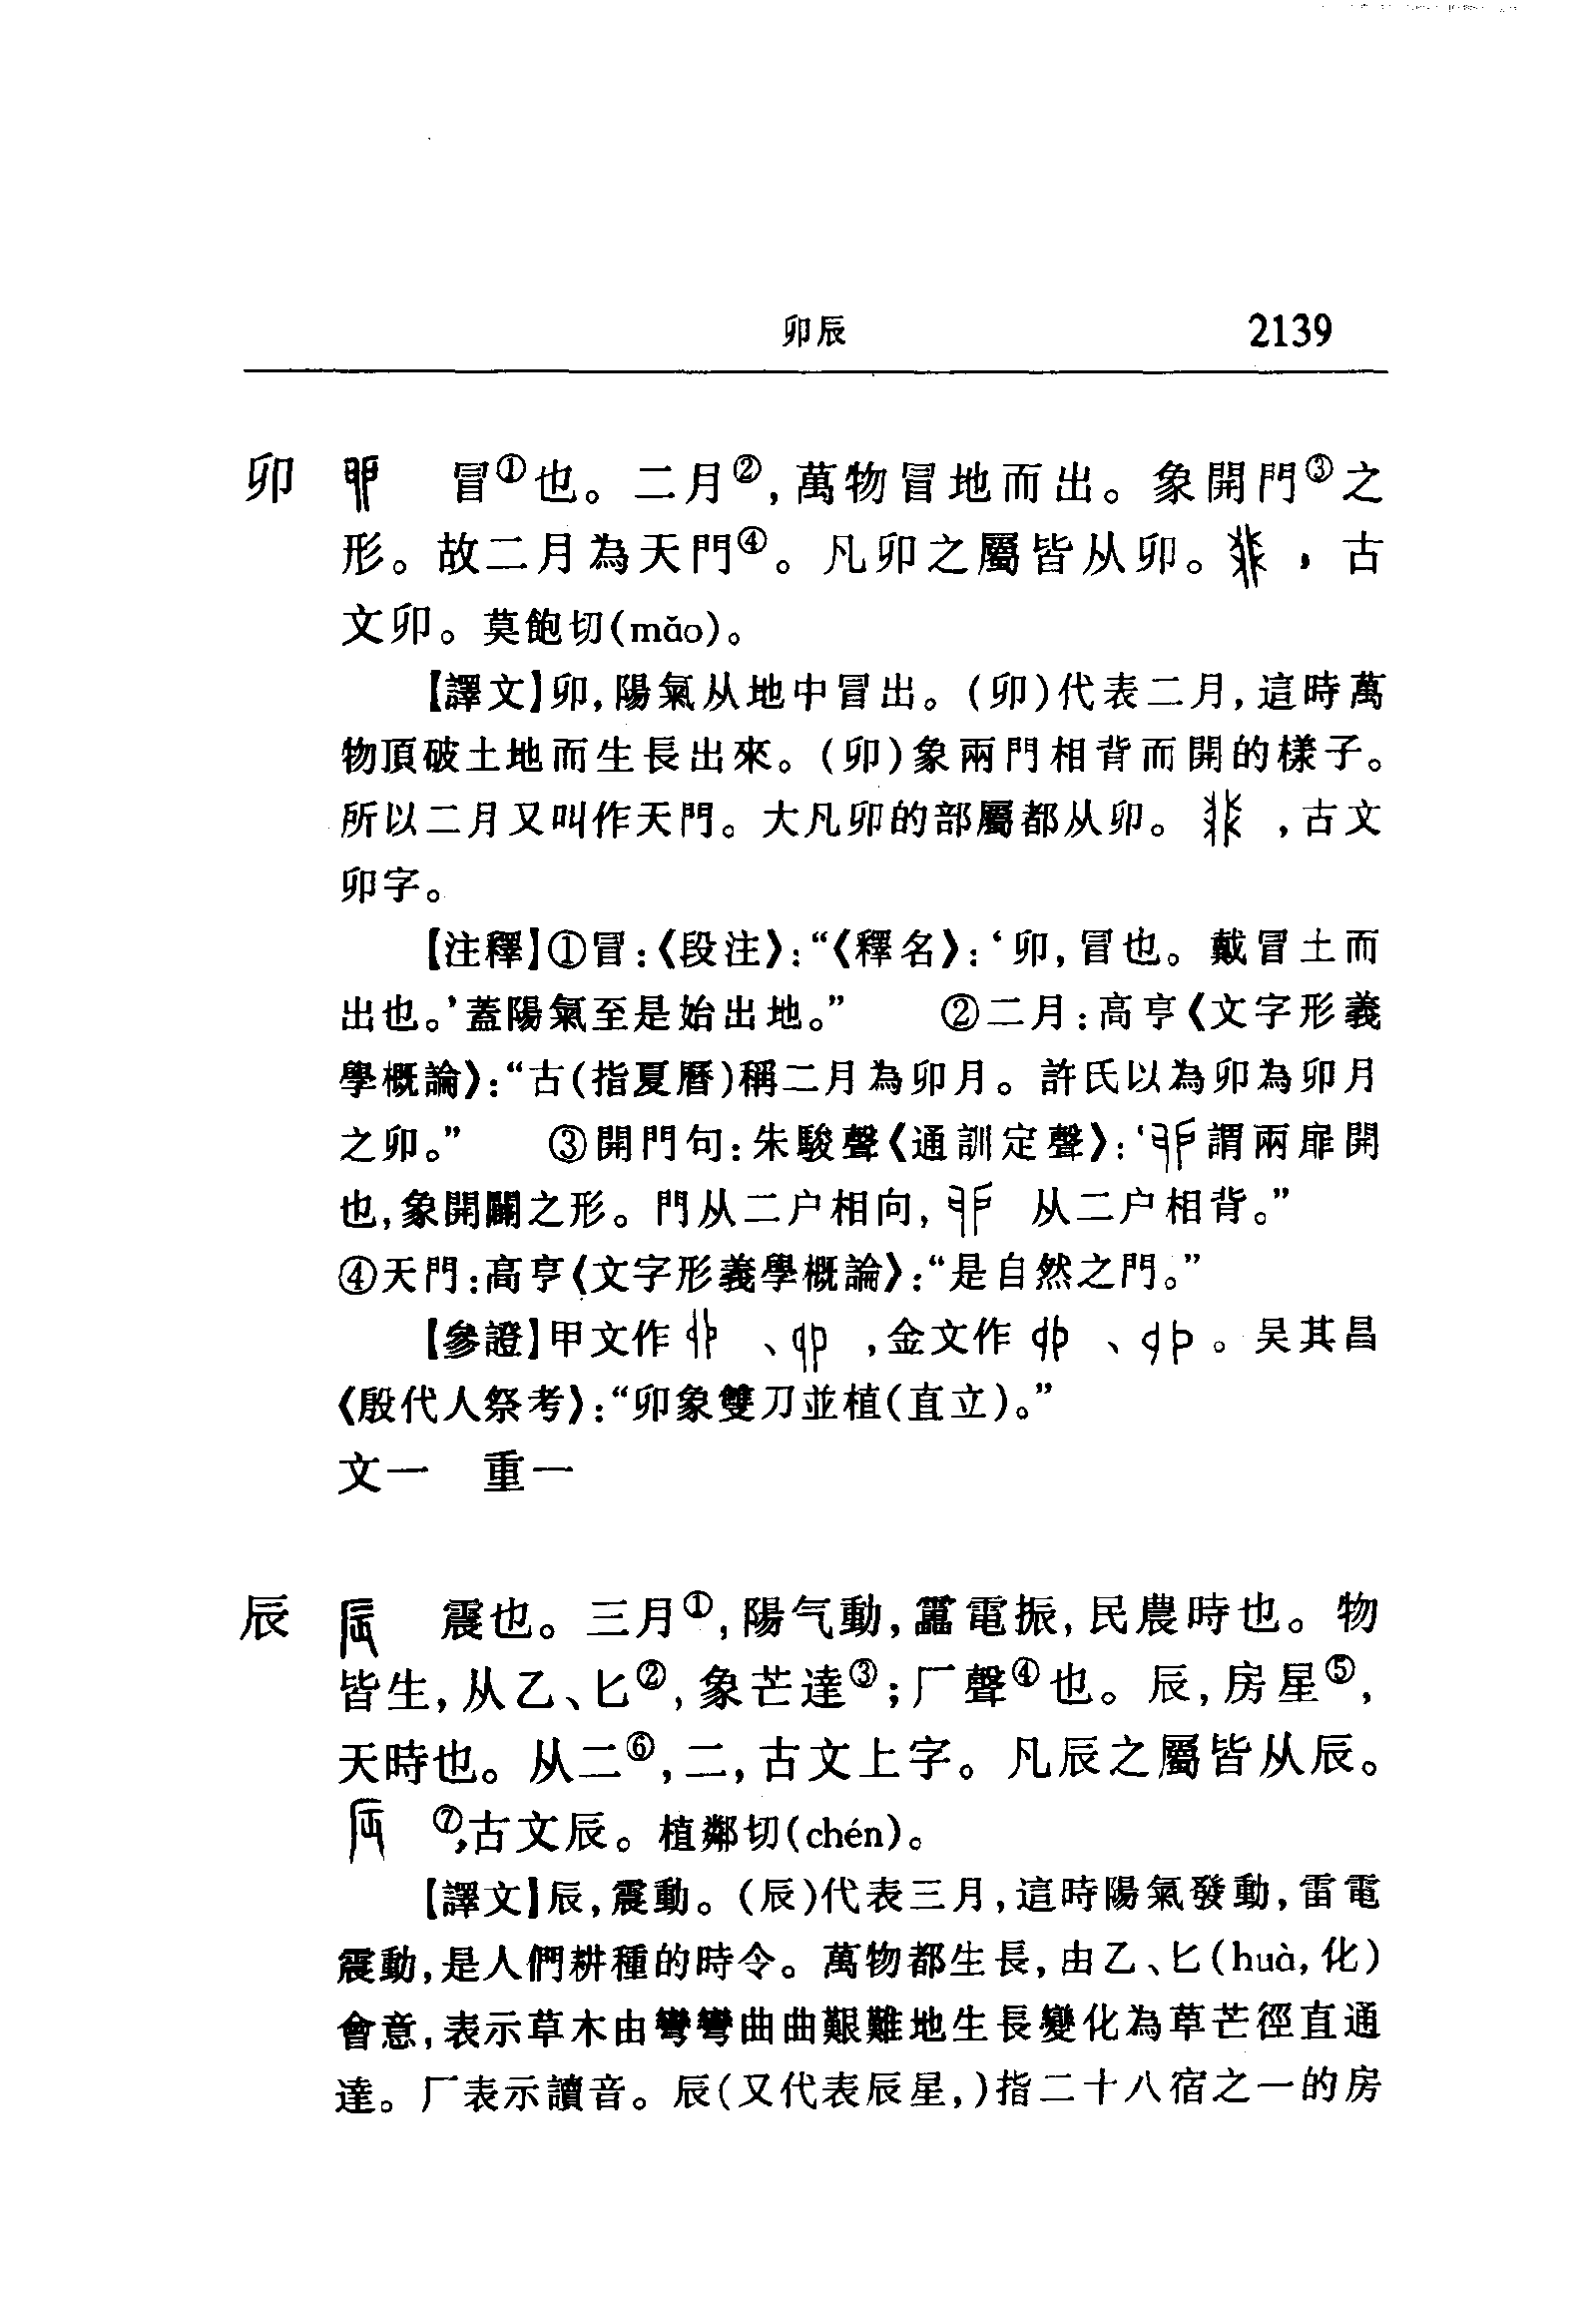 卯辰 2139
卯 冒①也。二月②,萬物冒地而出。象開門③之
形。故二月為天門④。凡卯之屬皆从卯。,古
文卯。莫飽切(mǎo)。
【譯文】卯,陽氣从地中冒出。(卯)代表二月,這時萬
物頂破土地而生長出來。(卯)象兩門相背而開的樣子。
所以二月又叫作天門。大凡卯的部屬都从卯。,古文
卯字。
【注釋】①冒:《段注》:“《釋名》:‘卯,冒也。戴冒土而
出也。’蓋陽氣至是始出地。” ②二月:高亨《文字形義
學概論》:“古(指夏曆)稱二月為卯月。許氏以為卯為卯月
之卯。” ③開門句:朱駿聲《通訓定聲》:‘謂兩扉開
也,象開闢之形。門从二户相向, 从二户相背。”
④天門:高亨《文字形義學概論》:“是自然之門。”
【參證】甲文作 、 ,金文作 、 。吴其昌
《殷代人祭考》:“卯象雙刀並植(直立)。”
文一 重一
辰 震也。三月①,陽气動,靁電振,民農時也。物
皆生,从乙、匕②,象芒達③;厂聲④也。辰,房星⑤,
天時也。从二⑥,二,古文上字。凡辰之屬皆从辰。
⑦,古文辰。植鄰切(chén)。
【譯文】辰,震動。(辰)代表三月,這時陽氣發動,雷電
震動,是人們耕種的時令。萬物都生長,由乙、匕(huà,化)
會意,表示草木由彎彎曲曲艱難地生長變化為草芒徑直通
達。厂表示讀音。辰(又代表辰星,)指二十八宿之一的房